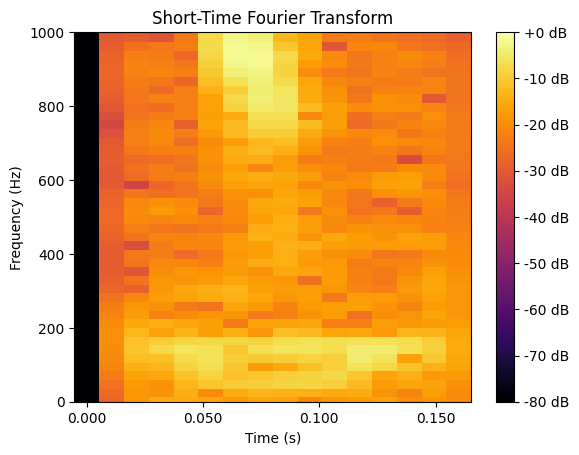 Short-Time Fourier Transform
1000
800
600
400
200
0
Frequency (Hz)
0.000
0.050
0.100
0.150
Time (s)
+0 dB
-10 dB
-20 dB
-30 dB
-40 dB
-50 dB
-60 dB
-70 dB
-80 dB